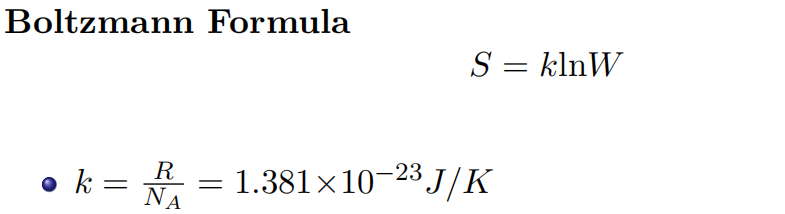 Boltzmann Formula
S = klnW
• k = R/N_A = 1.381×10^−23 J/K